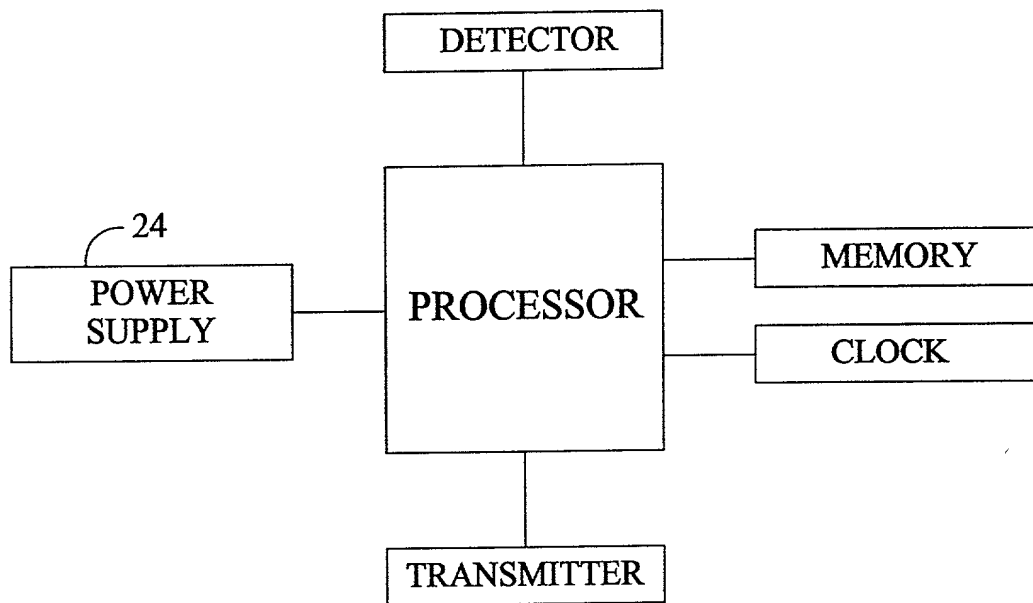 DETECTOR
24
POWER
SUPPLY
PROCESSOR
MEMORY
CLOCK
TRANSMITTER